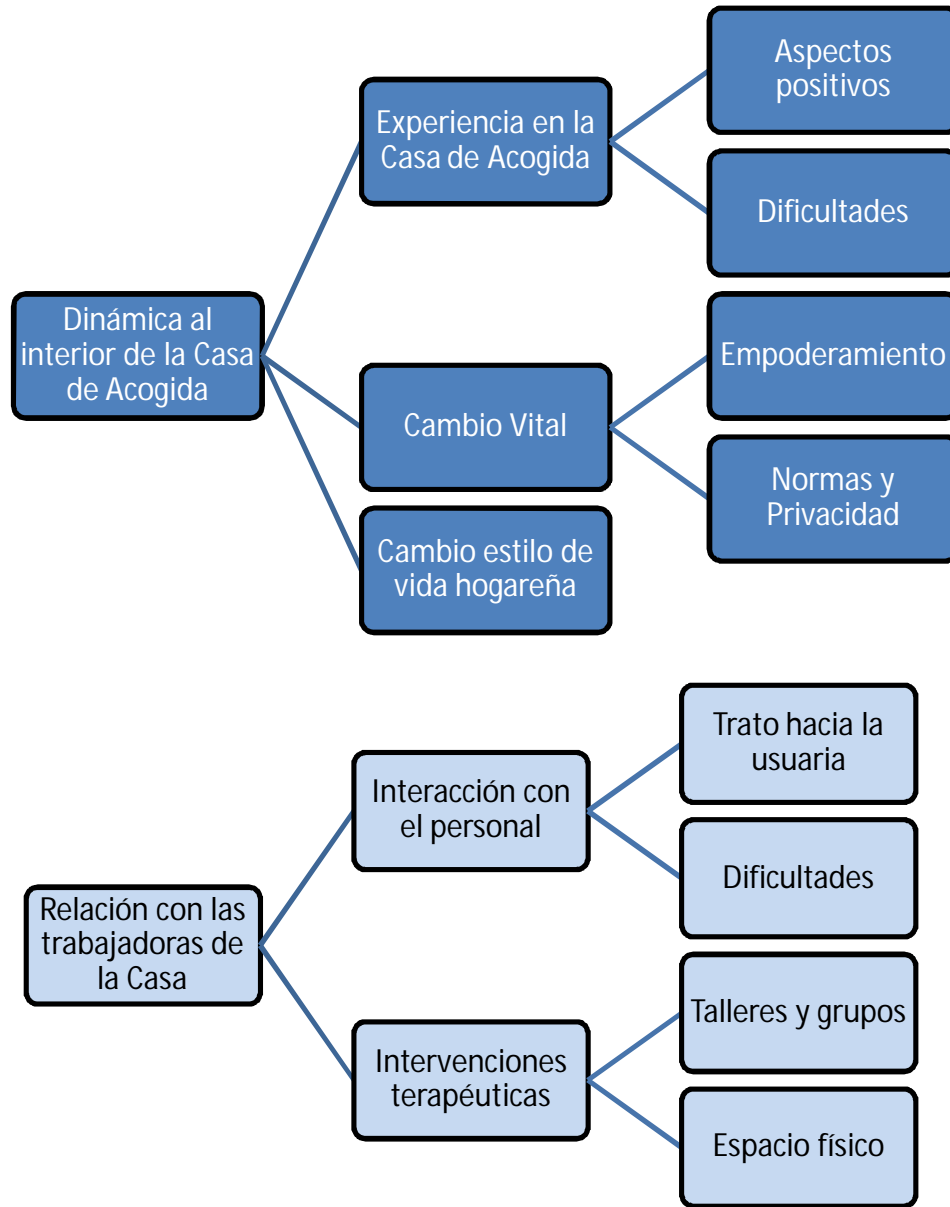 Aspectos
positivos
Experiencia en la
Casa de Acogida
Dificultades
Dinámica al
interior de la Casa
de Acogida
Empoderamiento
Cambio Vital
Normas y
Privacidad
Cambio estilo de
vida hogareña
Trato hacia la
usuaria
Interacción con
el personal
Dificultades
Relación con las
trabajadoras de
la Casa
Talleres y grupos
Intervenciones
terapéuticas
Espacio físico